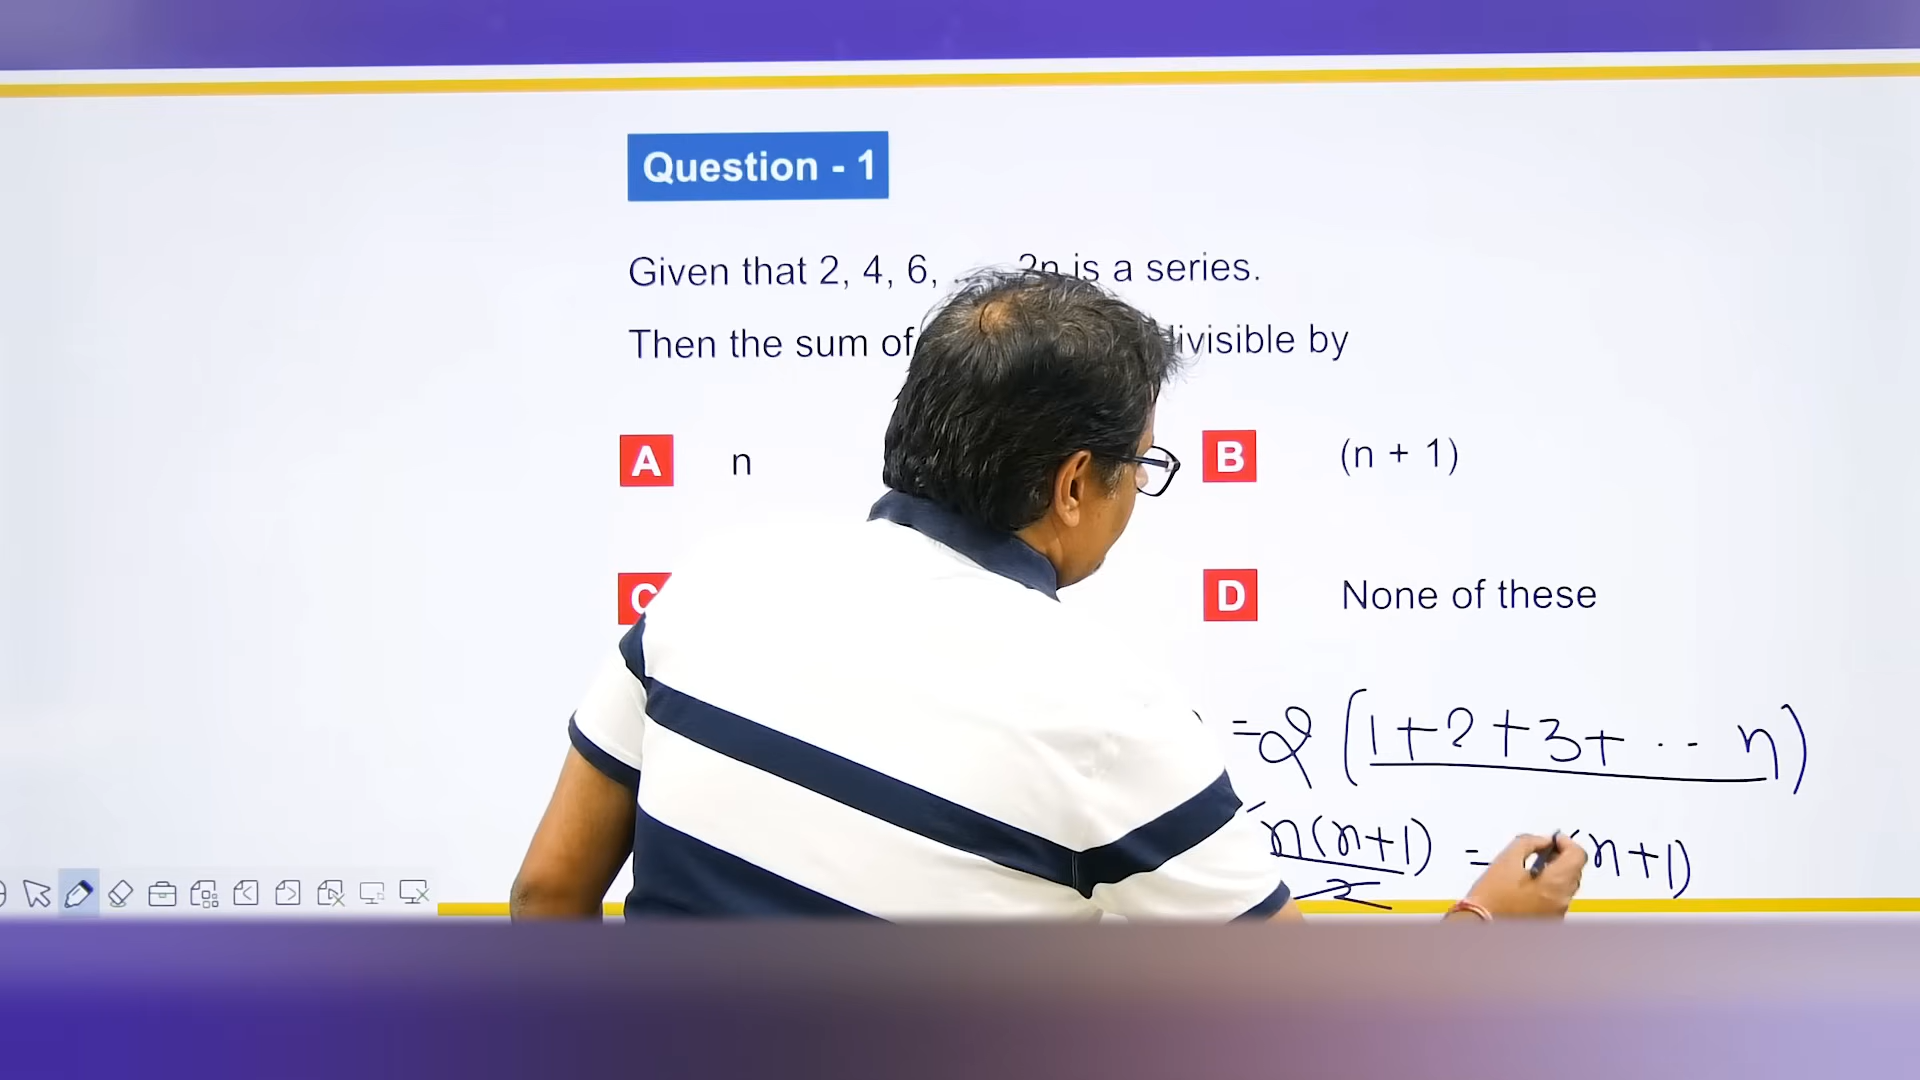 Question - 1
Given that 2, 4, 6, ... 2n is a series.
Then the sum of divisible by
A n
B (n + 1)
C
D None of these
=2 (1+2+3+ ... n)
n(n+1)/2 = (n+1)